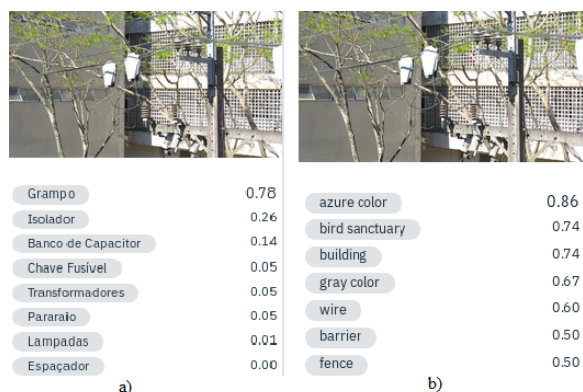 Grampo 0.78
Isolador 0.26
Banco de Capacitor 0.14
Chave Fusível 0.05
Transformadores 0.05
Pararaio 0.05
Lampadas 0.01
Espaçador 0.00
a)
azure color 0.86
bird sanctuary 0.74
building 0.74
gray color 0.67
wire 0.60
barrier 0.50
fence 0.50
b)